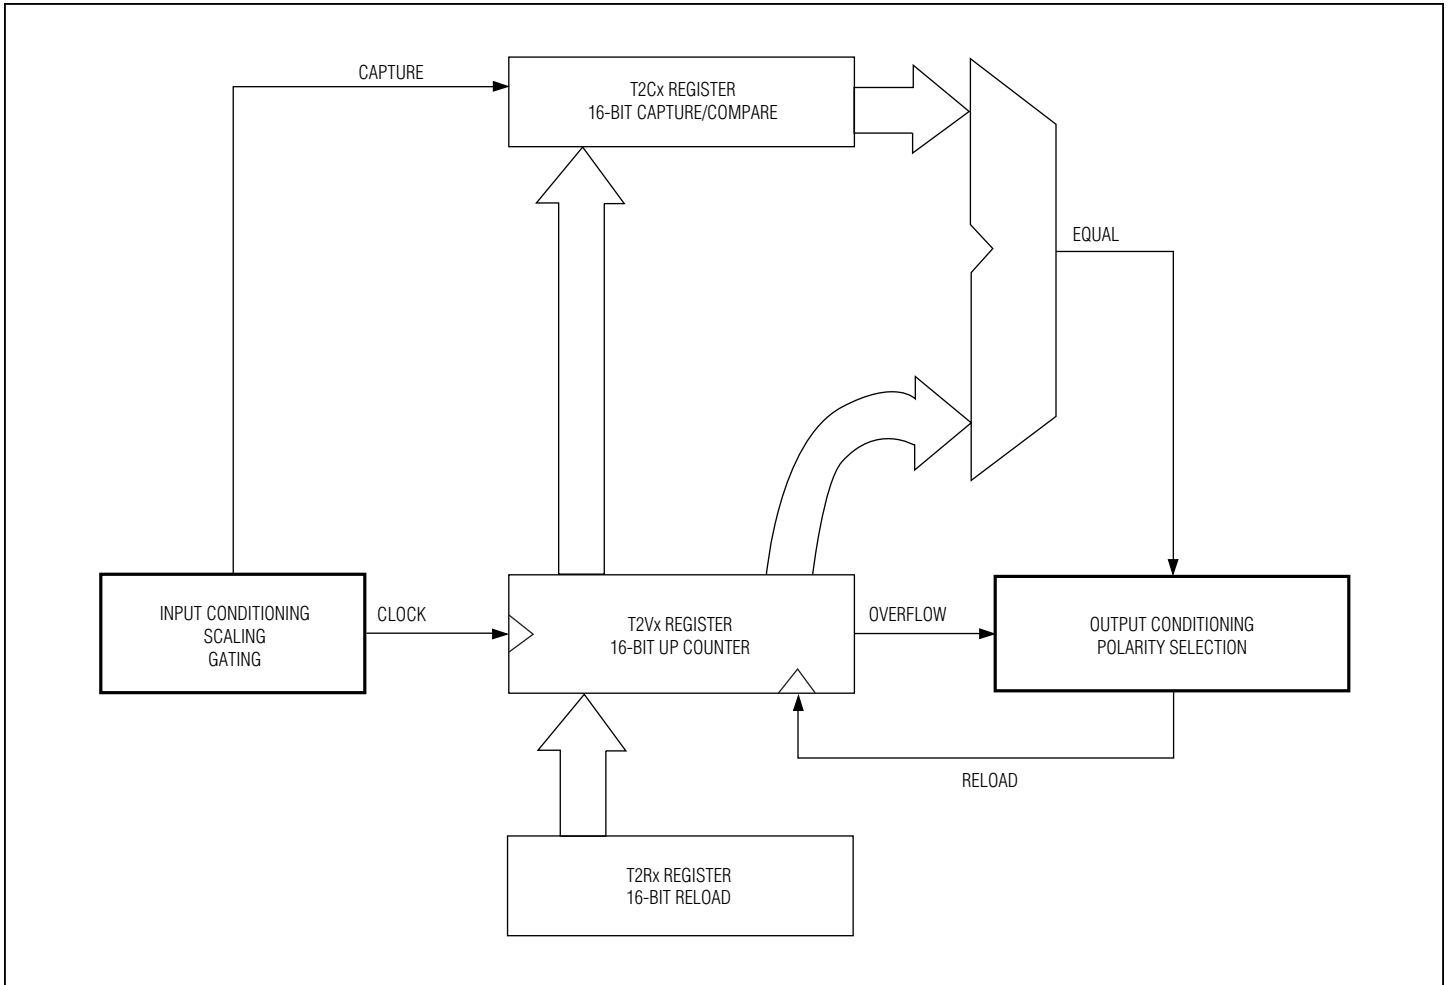 CAPTURE
T2Cx REGISTER
16-BIT CAPTURE/COMPARE
EQUAL
INPUT CONDITIONING
SCALING
GATING
CLOCK
T2Vx REGISTER
16-BIT UP COUNTER
OVERFLOW
OUTPUT CONDITIONING
POLARITY SELECTION
RELOAD
T2Rx REGISTER
16-BIT RELOAD